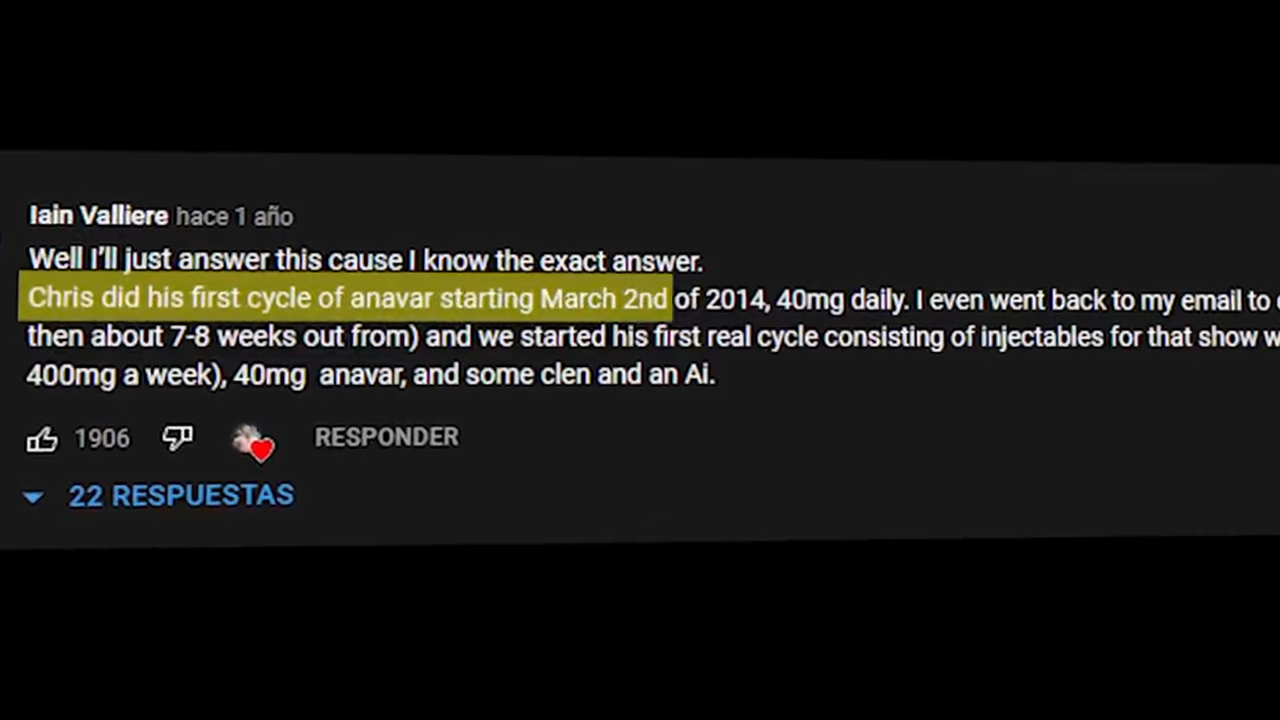 Iain Valliere hace 1 año
Well I'll just answer this cause I know the exact answer.
Chris did his first cycle of anavar starting March 2nd of 2014, 40mg daily. I even went back to my email to
then about 7-8 weeks out from) and we started his first real cycle consisting of injectables for that show
400mg a week), 40mg anavar, and some clen and an Ai.
1906 RESPONDER
22 RESPUESTAS